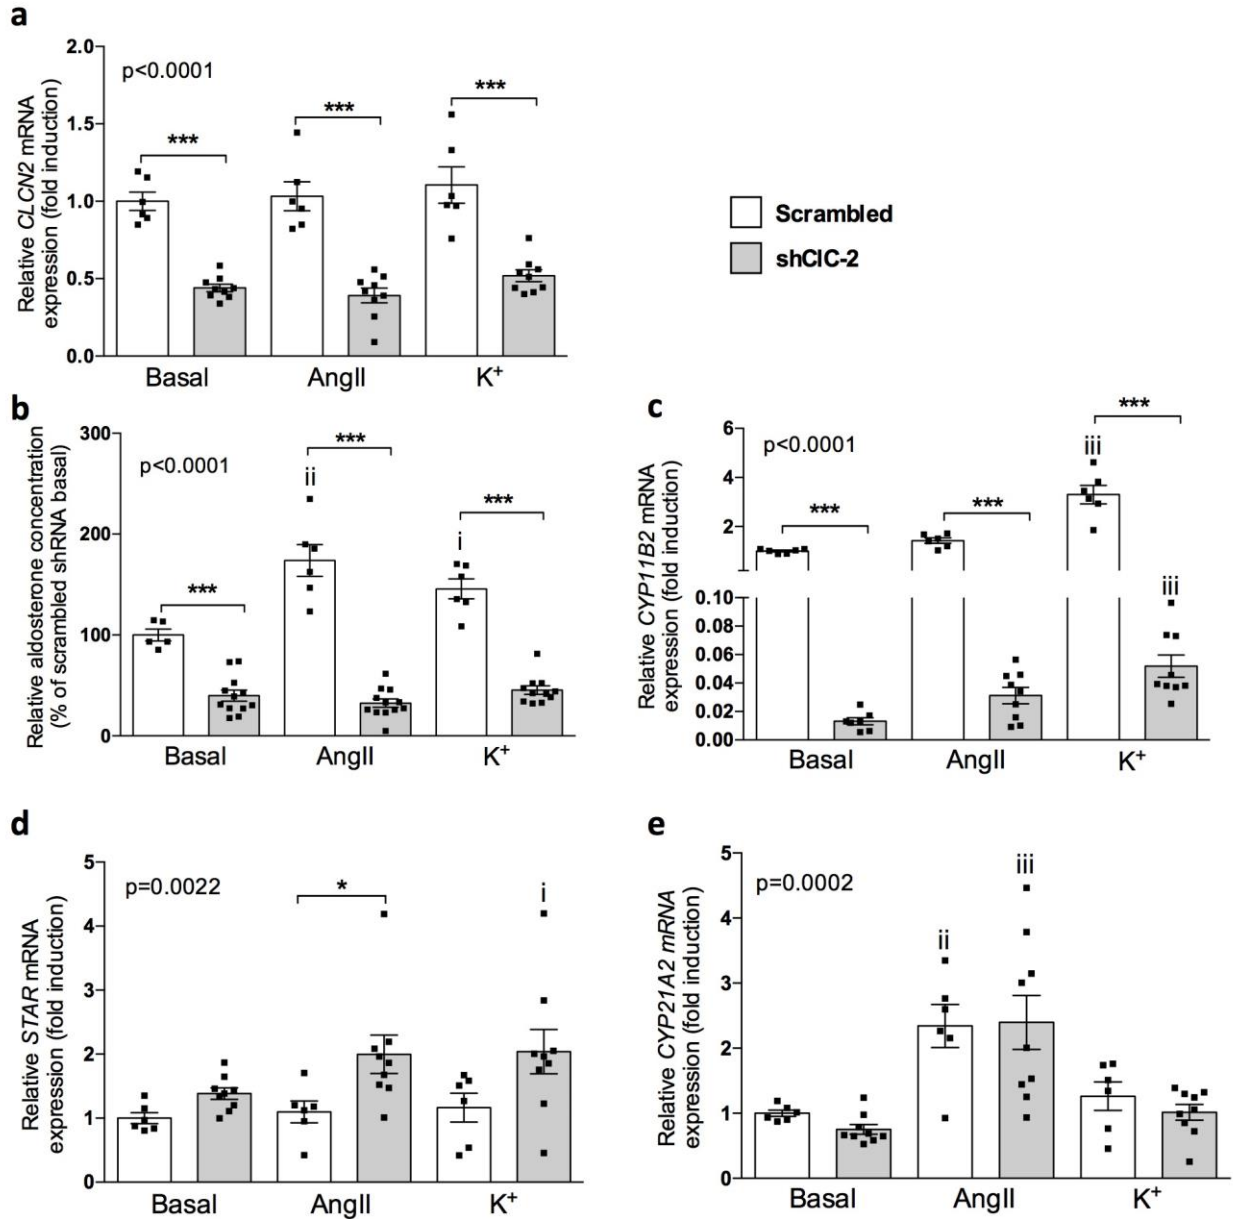 a
Relative CLCN2 mRNA
expression (fold induction)
2.0
1.5
1.0
0.5
0.0
p<0.0001
***
***
***
Basal
AngII
K+
Scrambled
shClC-2
b
Relative aldosterone concentration
(% of scrambled shRNA basal)
300
200
100
0
p<0.0001
***
ii
***
i
***
Basal
AngII
K+
c
Relative CYP11B2 mRNA
expression (fold induction)
6
4
2
0.10
0.08
0.06
0.04
0.02
0.00
p<0.0001
***
***
iii
***
iii
Basal
AngII
K+
d
Relative STAR mRNA
expression (fold induction)
5
4
3
2
1
0
p=0.0022
*
i
Basal
AngII
K+
e
Relative CYP21A2 mRNA
expression (fold induction)
5
4
3
2
1
0
p=0.0002
ii
iii
Basal
AngII
K+